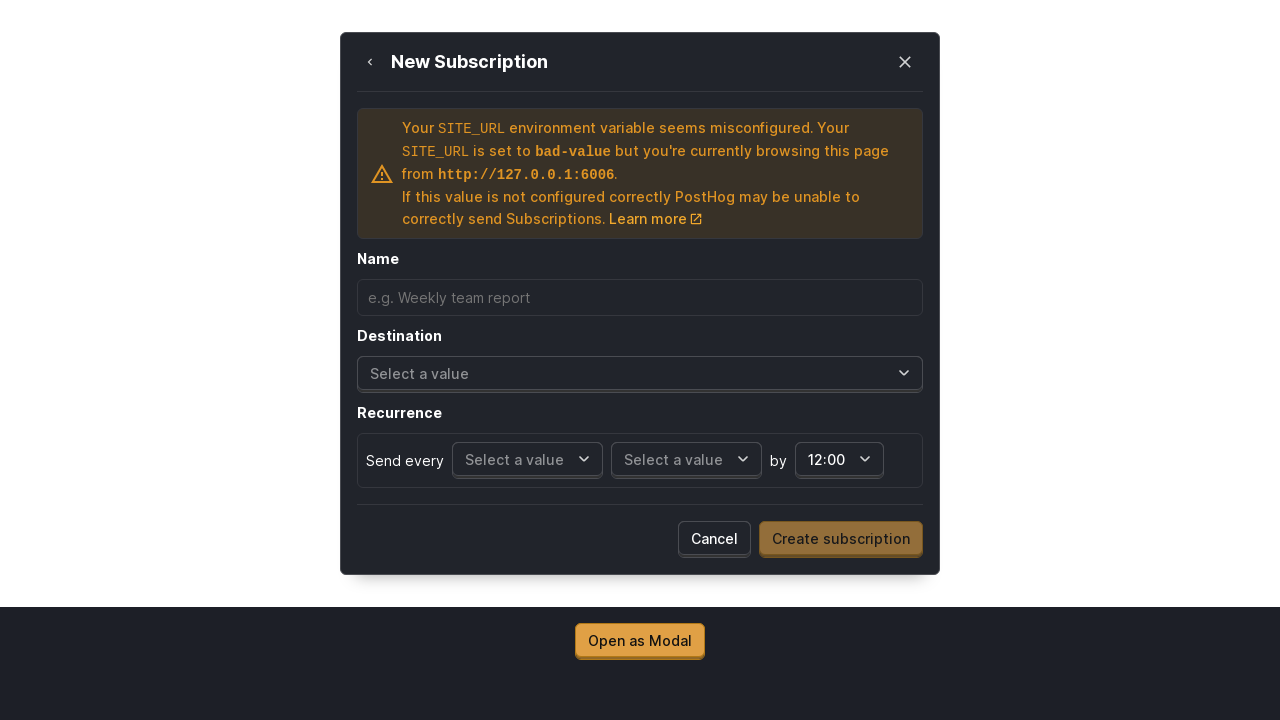 New Subscription
Your SITE_URL environment variable seems misconfigured. Your
SITE_URL is set to bad-value but you're currently browsing this page
from http://127.0.0.1:6006.
If this value is not configured correctly PostHog may be unable to
correctly send Subscriptions. Learn more
Name
e.g. Weekly team report
Destination
Select a value
Recurrence
Send every Select a value Select a value by 12:00
Cancel Create subscription
Open as Modal